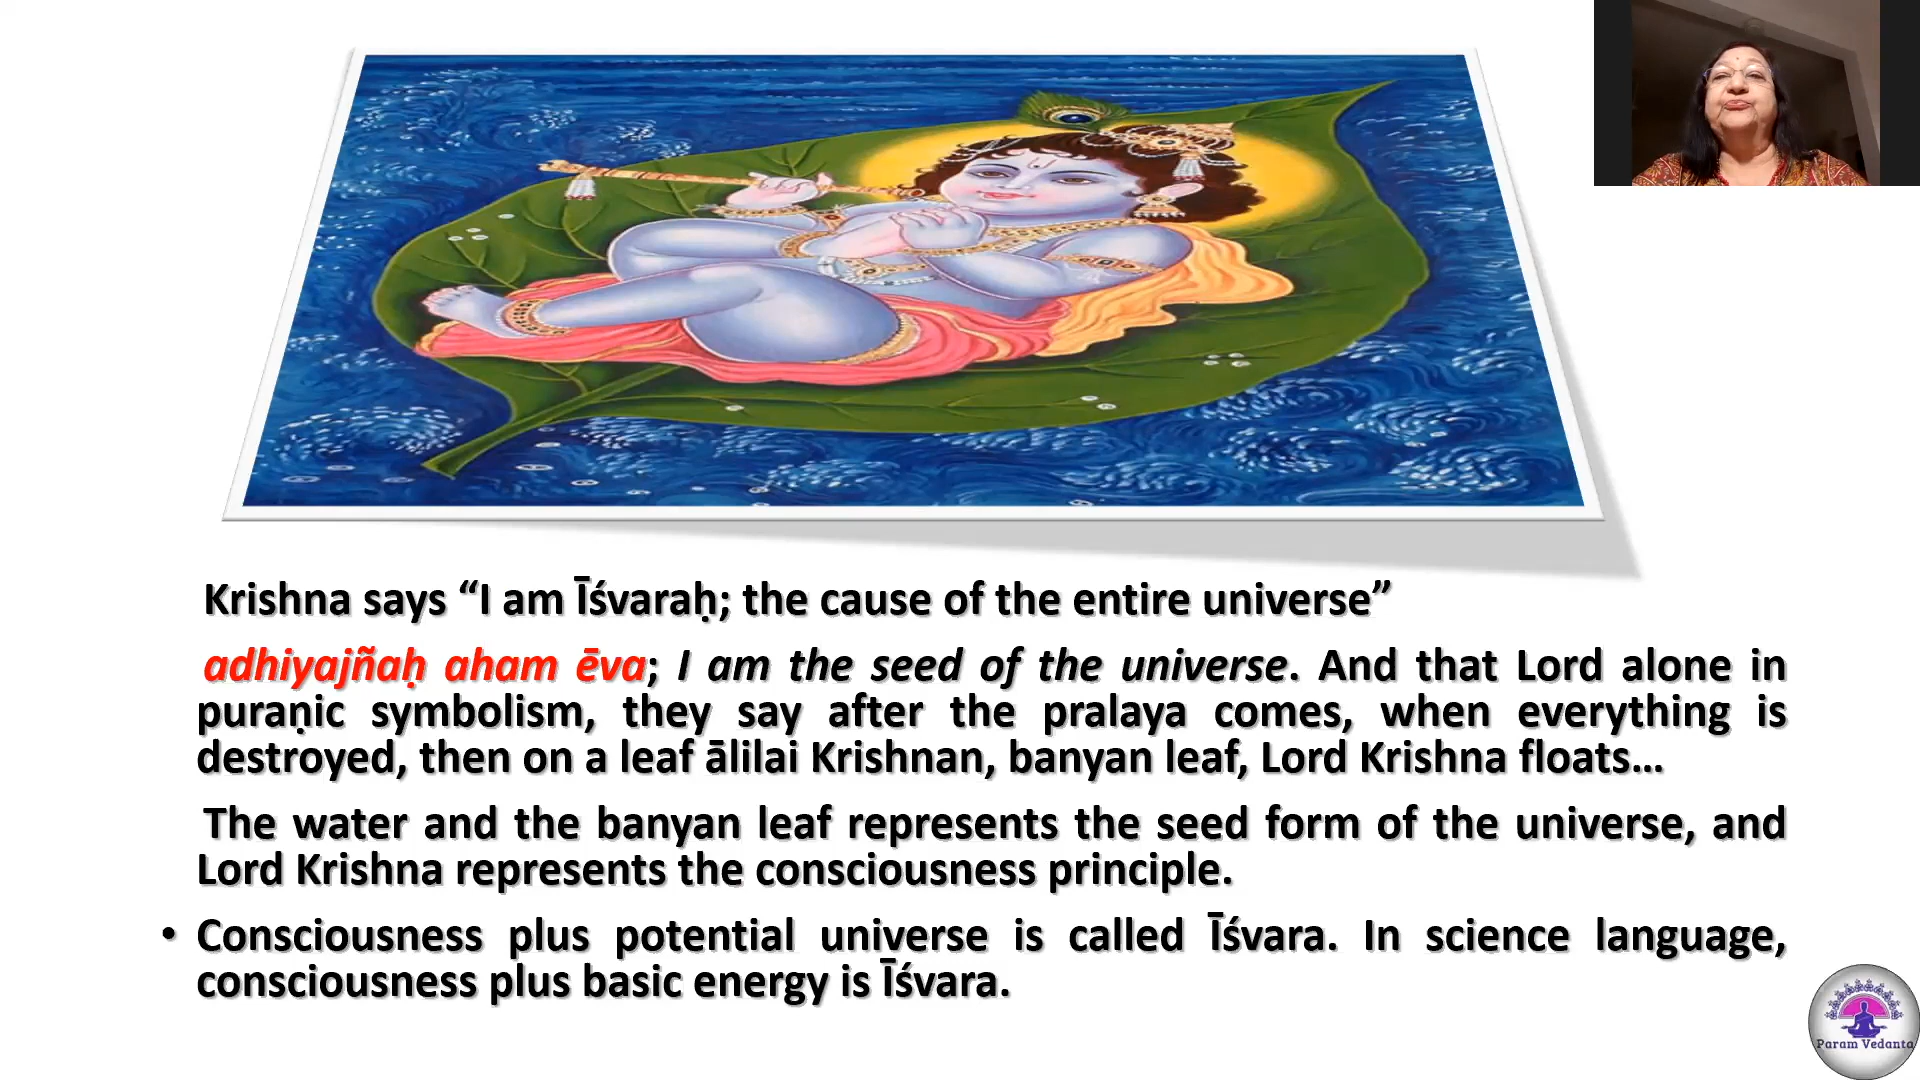 Krishna says “I am Īśvaraḥ; the cause of the entire universe”
adhiyajñaḥ aham ēva; I am the seed of the universe. And that Lord alone in
puraṇic symbolism, they say after the pralaya comes, when everything is
destroyed, then on a leaf ālilai Krishnan, banyan leaf, Lord Krishna floats...
The water and the banyan leaf represents the seed form of the universe, and
Lord Krishna represents the consciousness principle.
• Consciousness plus potential universe is called Īśvara. In science language,
consciousness plus basic energy is Īśvara.
Param Vedanta